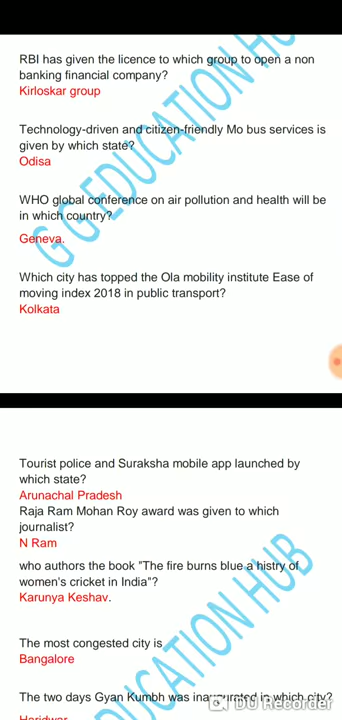 RBI has given the licence to which group to open a non
banking financial company?
Kirloskar group
Technology-driven and citizen-friendly Mo bus services is
given by which state?
Odisa
WHO global conference on air pollution and health will be
in which country?
Geneva.
Which city has topped the Ola mobility institute Ease of
moving index 2018 in public transport?
Kolkata
G G EDUCATION HUB
Tourist police and Suraksha mobile app launched by
which state?
Arunachal Pradesh
Raja Ram Mohan Roy award was given to which
journalist?
N Ram
who authors the book "The fire burns blue a histry of
women's cricket in India"?
Karunya Keshav.
The most congested city is
Bangalore
The two days Gyan Kumbh was inaugurated in which city?
Haridwar
EDUCATION HUB
DU Recorder